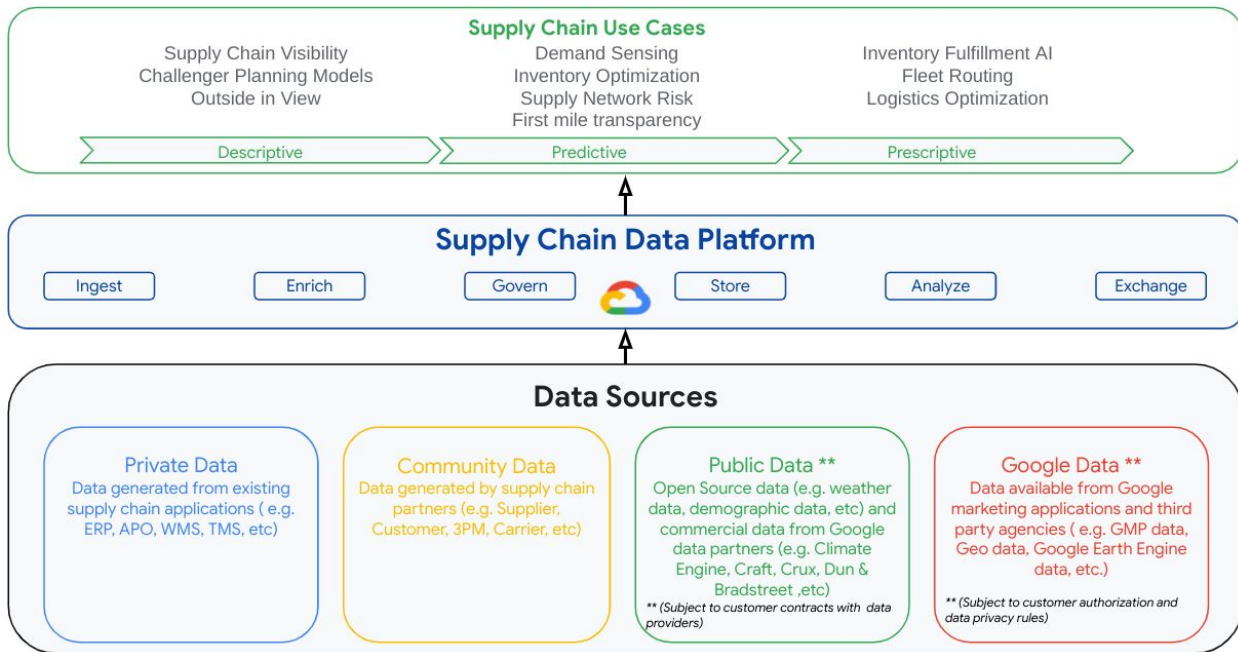 Supply Chain Use Cases
Supply Chain Visibility
Challenger Planning Models
Outside in View
Demand Sensing
Inventory Optimization
Supply Network Risk
First mile transparency
Inventory Fulfillment AI
Fleet Routing
Logistics Optimization
Descriptive
Predictive
Prescriptive
Supply Chain Data Platform
Ingest
Enrich
Govern
Store
Analyze
Exchange
Data Sources
Private Data
Data generated from existing
supply chain applications ( e.g.
ERP, APO, WMS, TMS, etc)
Community Data
Data generated by supply chain
partners (e.g. Supplier,
Customer, 3PM, Carrier, etc)
Public Data **
Open Source data (e.g. weather
data, demographic data, etc) and
commercial data from Google
data partners (e.g. Climate
Engine, Craft, Crux, Dun &
Bradstreet ,etc)
** (Subject to customer contracts with data
providers)
Google Data **
Data available from Google
marketing applications and third
party agencies ( e.g. GMP data,
Geo data, Google Earth Engine
data, etc.)
** (Subject to customer authorization and
data privacy rules)